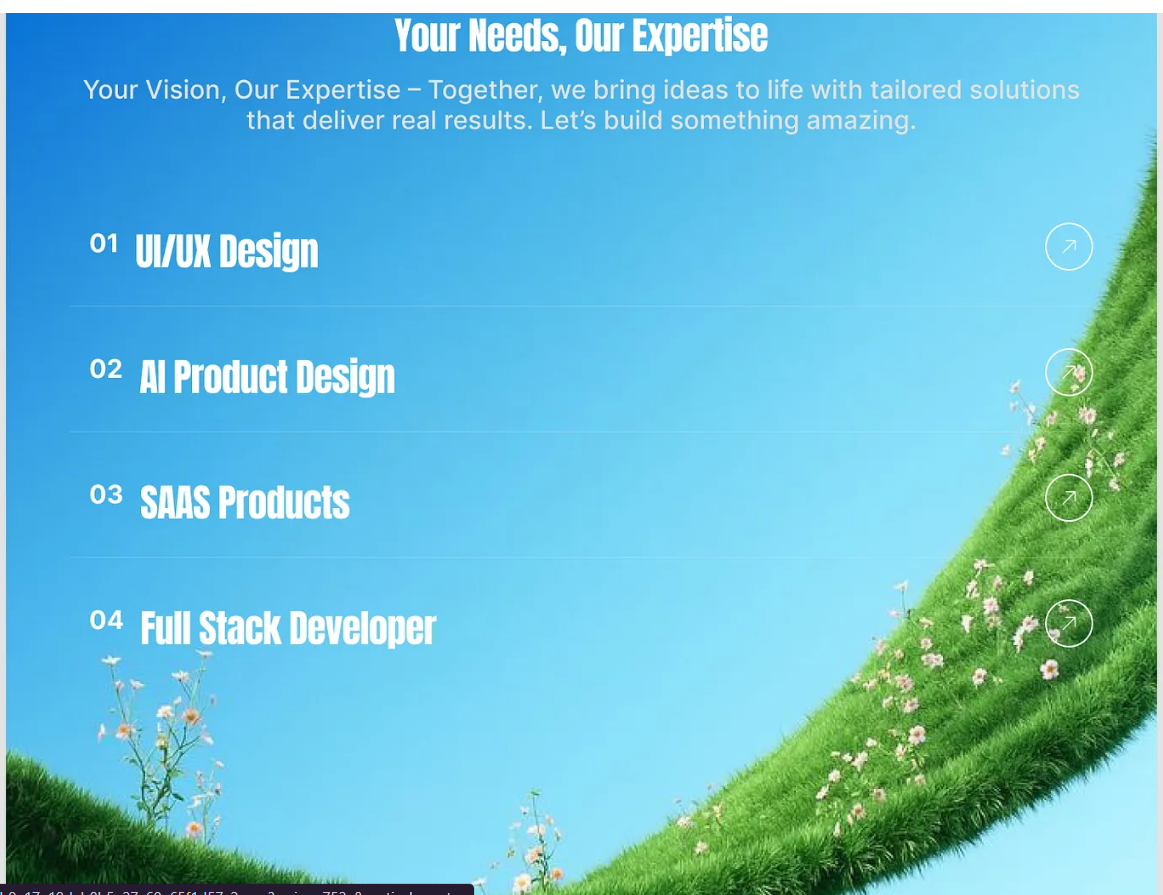 Your Needs, Our Expertise
Your Vision, Our Expertise – Together, we bring ideas to life with tailored solutions
that deliver real results. Let’s build something amazing.
01 UI/UX Design
02 AI Product Design
03 SAAS Products
04 Full Stack Developer